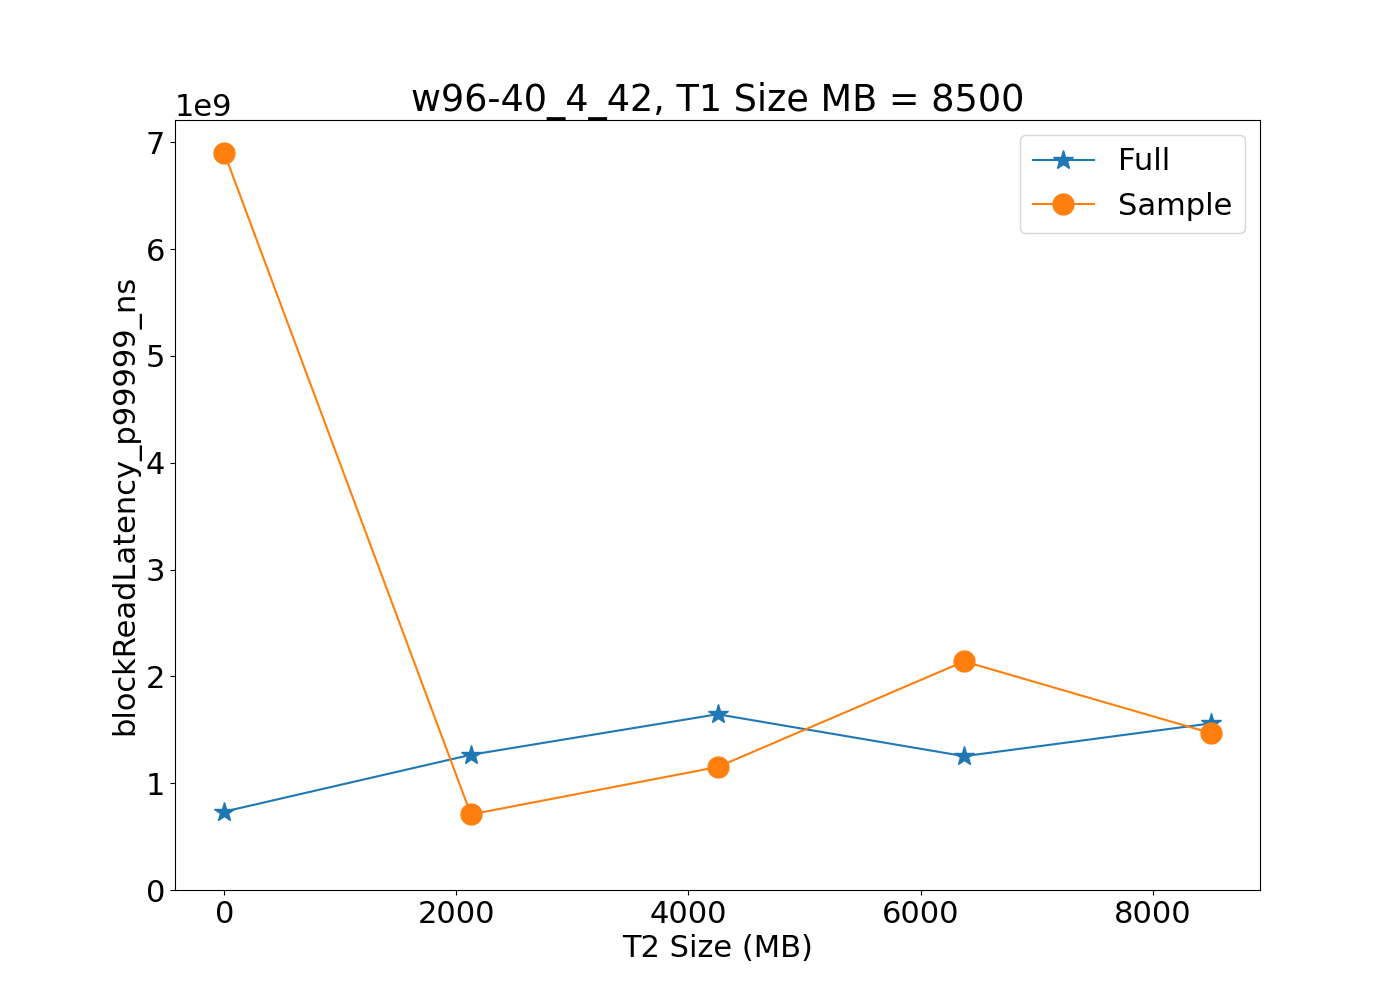 w96-40_4_42, T1 Size MB = 8500
1e9
Full
Sample
blockReadLatency_p99999_ns
7
6
5
4
3
2
1
0
0 2000 4000 6000 8000
T2 Size (MB)